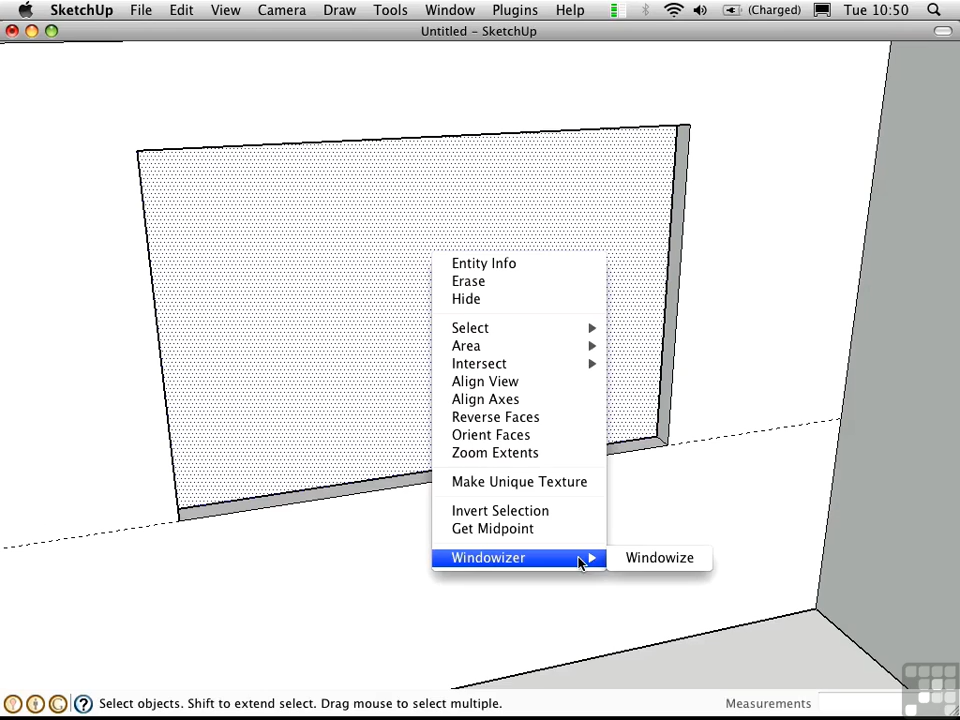 SketchUp File Edit View Camera Draw Tools Window Plugins Help (Charged) Tue 10:50
Untitled – SketchUp
Entity Info
Erase
Hide
Select
Area
Intersect
Align View
Align Axes
Reverse Faces
Orient Faces
Zoom Extents
Make Unique Texture
Invert Selection
Get Midpoint
Windowizer
Windowize
Select objects. Shift to extend select. Drag mouse to select multiple. Measurements